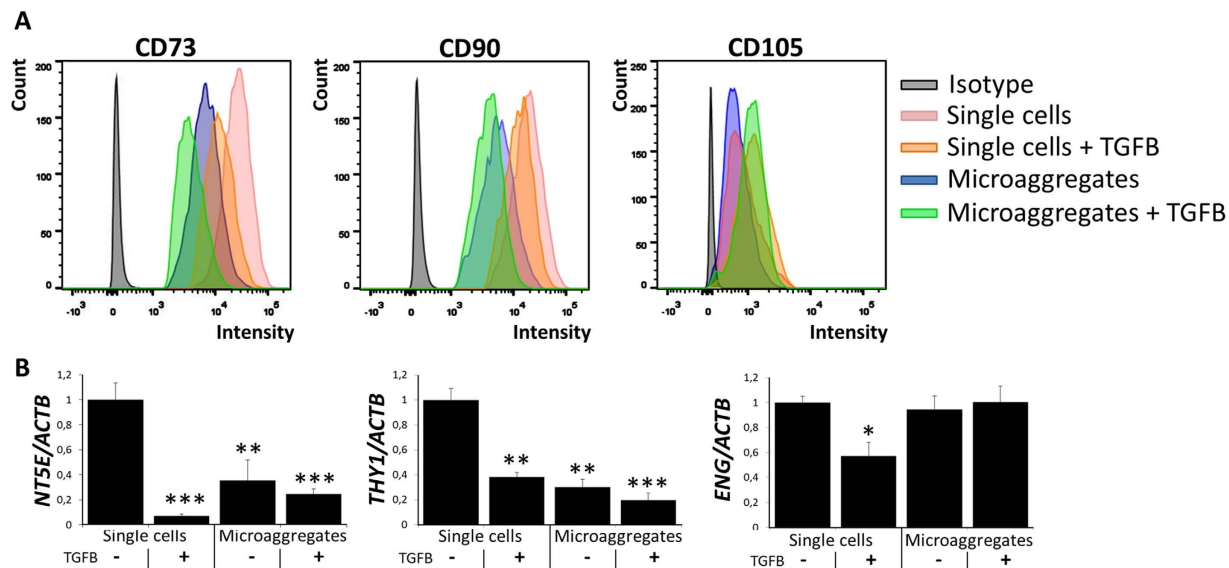 A
CD73
CD90
CD105
Count
200
150
100
50
0
-10³ 0 10³ 10⁴ 10⁵
Intensity
Count
200
150
100
50
0
-10³ 0 10³ 10⁴ 10⁵
Intensity
Count
250
200
150
100
50
0
-10³ 0 10³ 10⁴ 10⁵
Intensity
Isotype
Single cells
Single cells + TGFB
Microaggregates
Microaggregates + TGFB
B
NT5E/ACTB
1,2
1
0,8
0,6
0,4
0,2
0
*** ** ***
Single cells Microaggregates
TGFB - + - +
THY1/ACTB
1,2
1
0,8
0,6
0,4
0,2
0
** ** ***
Single cells Microaggregates
TGFB - + - +
ENG/ACTB
1,2
1
0,8
0,6
0,4
0,2
0
*
Single cells Microaggregates
TGFB - + - +